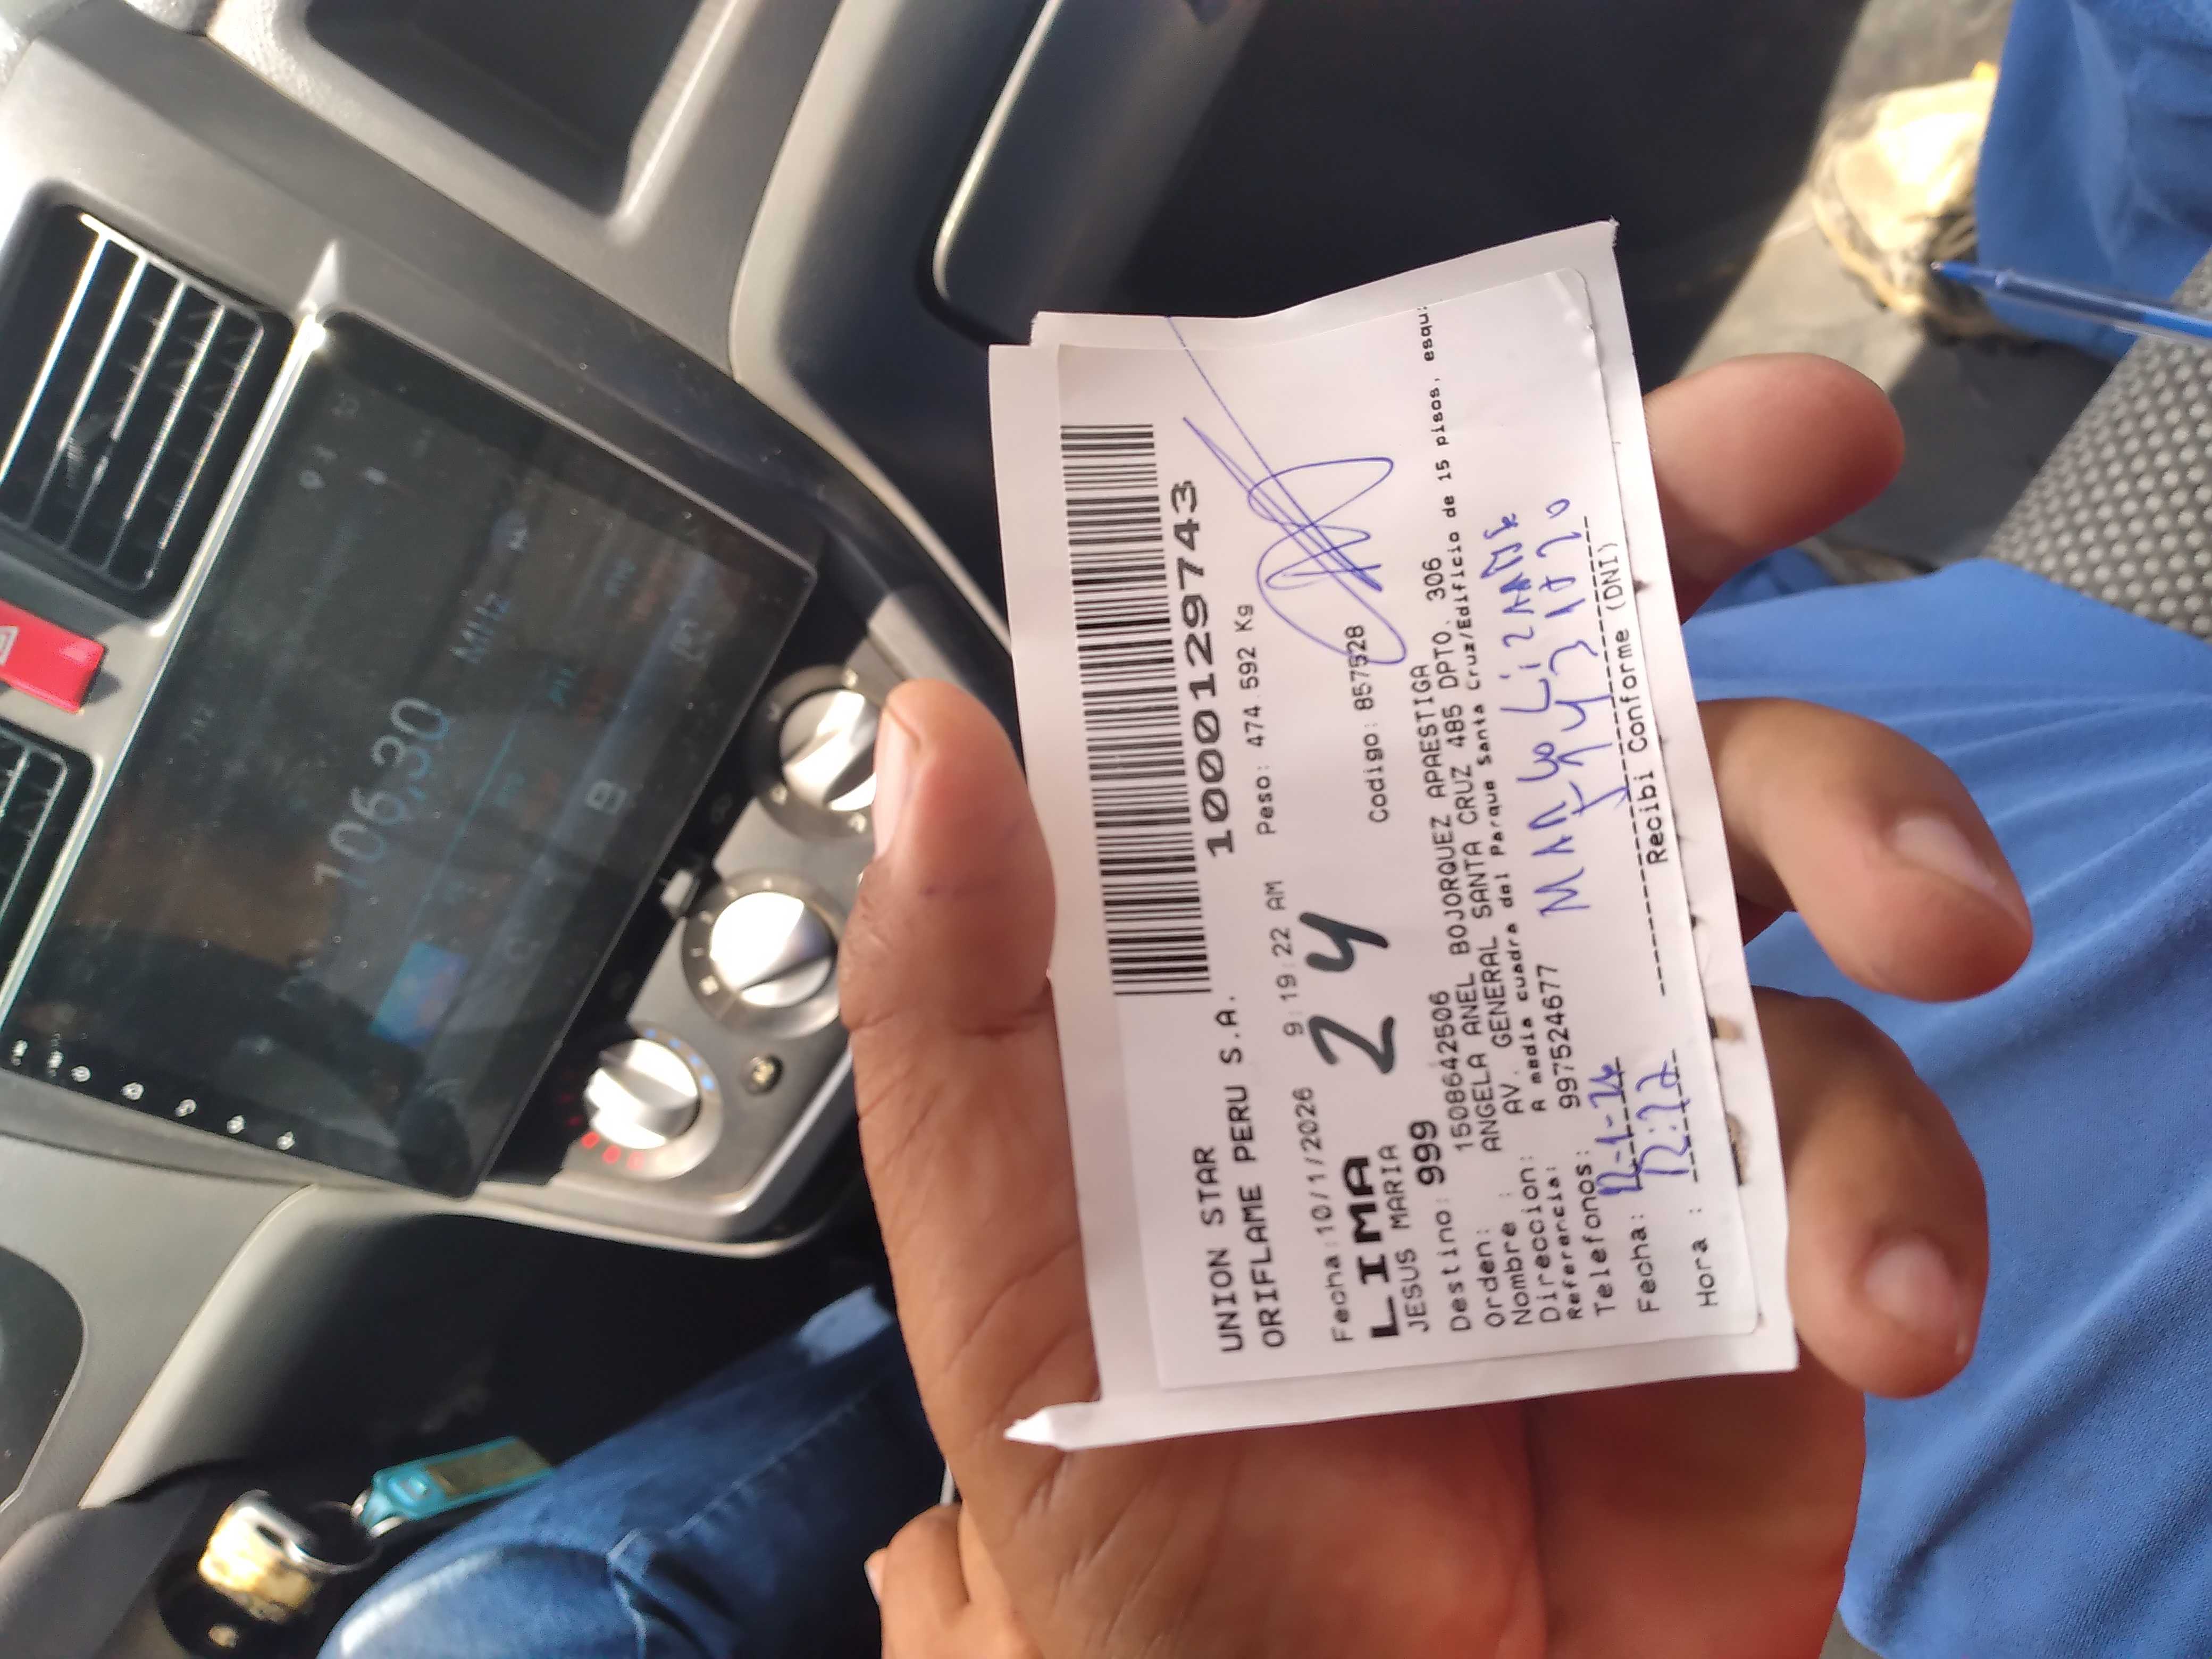 UNION STAR
ORIFLAME PERU S.A.
1000129743
Fecha:10/1/2026 9:19:22 AM Peso: 474.592 Kg
LIMA
24
JESUS MARIA
Codigo: 857528
Destino: 999
Orden: 1508642506
Nombre : ANGELA ANEL BOJORQUEZ APAESTIGA
Direccion: AV. GENERAL SANTA CRUZ 485 DPTO. 306
Referencia: A media cuadra del Parque Santa Cruz/Edificio de 15 pisos, esqu
Telefonos: 997524677
Fecha:
Hora : 12:22
Recibi Conforme (DNI)
106,30
MHz